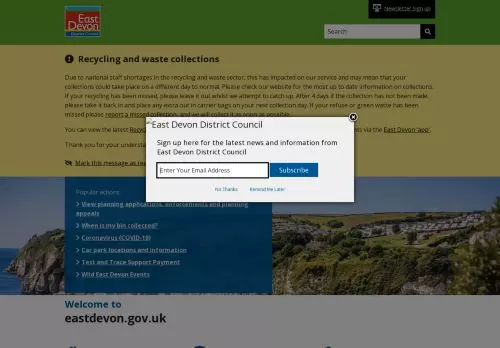 East
Devon
District Council
Newsletter Sign up
Search
Recycling and waste collections
Due to national staff shortages in the recycling and waste sector, this has impacted on our service and may mean that your
collections could take place on a different day to normal. Please check our website for the most up to date information on collections.
If your recycling has been missed, please leave it out whilst we attempt to catch up. After 4 days if the collection has not been made,
please take it back in and place any extra out in carrier bags on your next collection day. If your refuse or green waste has been
missed please report a missed collection, and we will collect it as soon as possible.
You can view the latest Recy
ents via the East Devon 'app'.
Thank you for your understa
Mark this message as rea
East Devon District Council
Sign up here for the latest news and information from
East Devon District Council
Enter Your Email Address
Subscribe
No Thanks
Remind Me Later
Popular actions:
View planning applications, enforcements and planning
appeals
When is my bin collected?
Coronavirus (COVID-19)
Car park locations and information
Test and Trace Support Payment
Wild East Devon Events
Welcome to
eastdevon.gov.uk